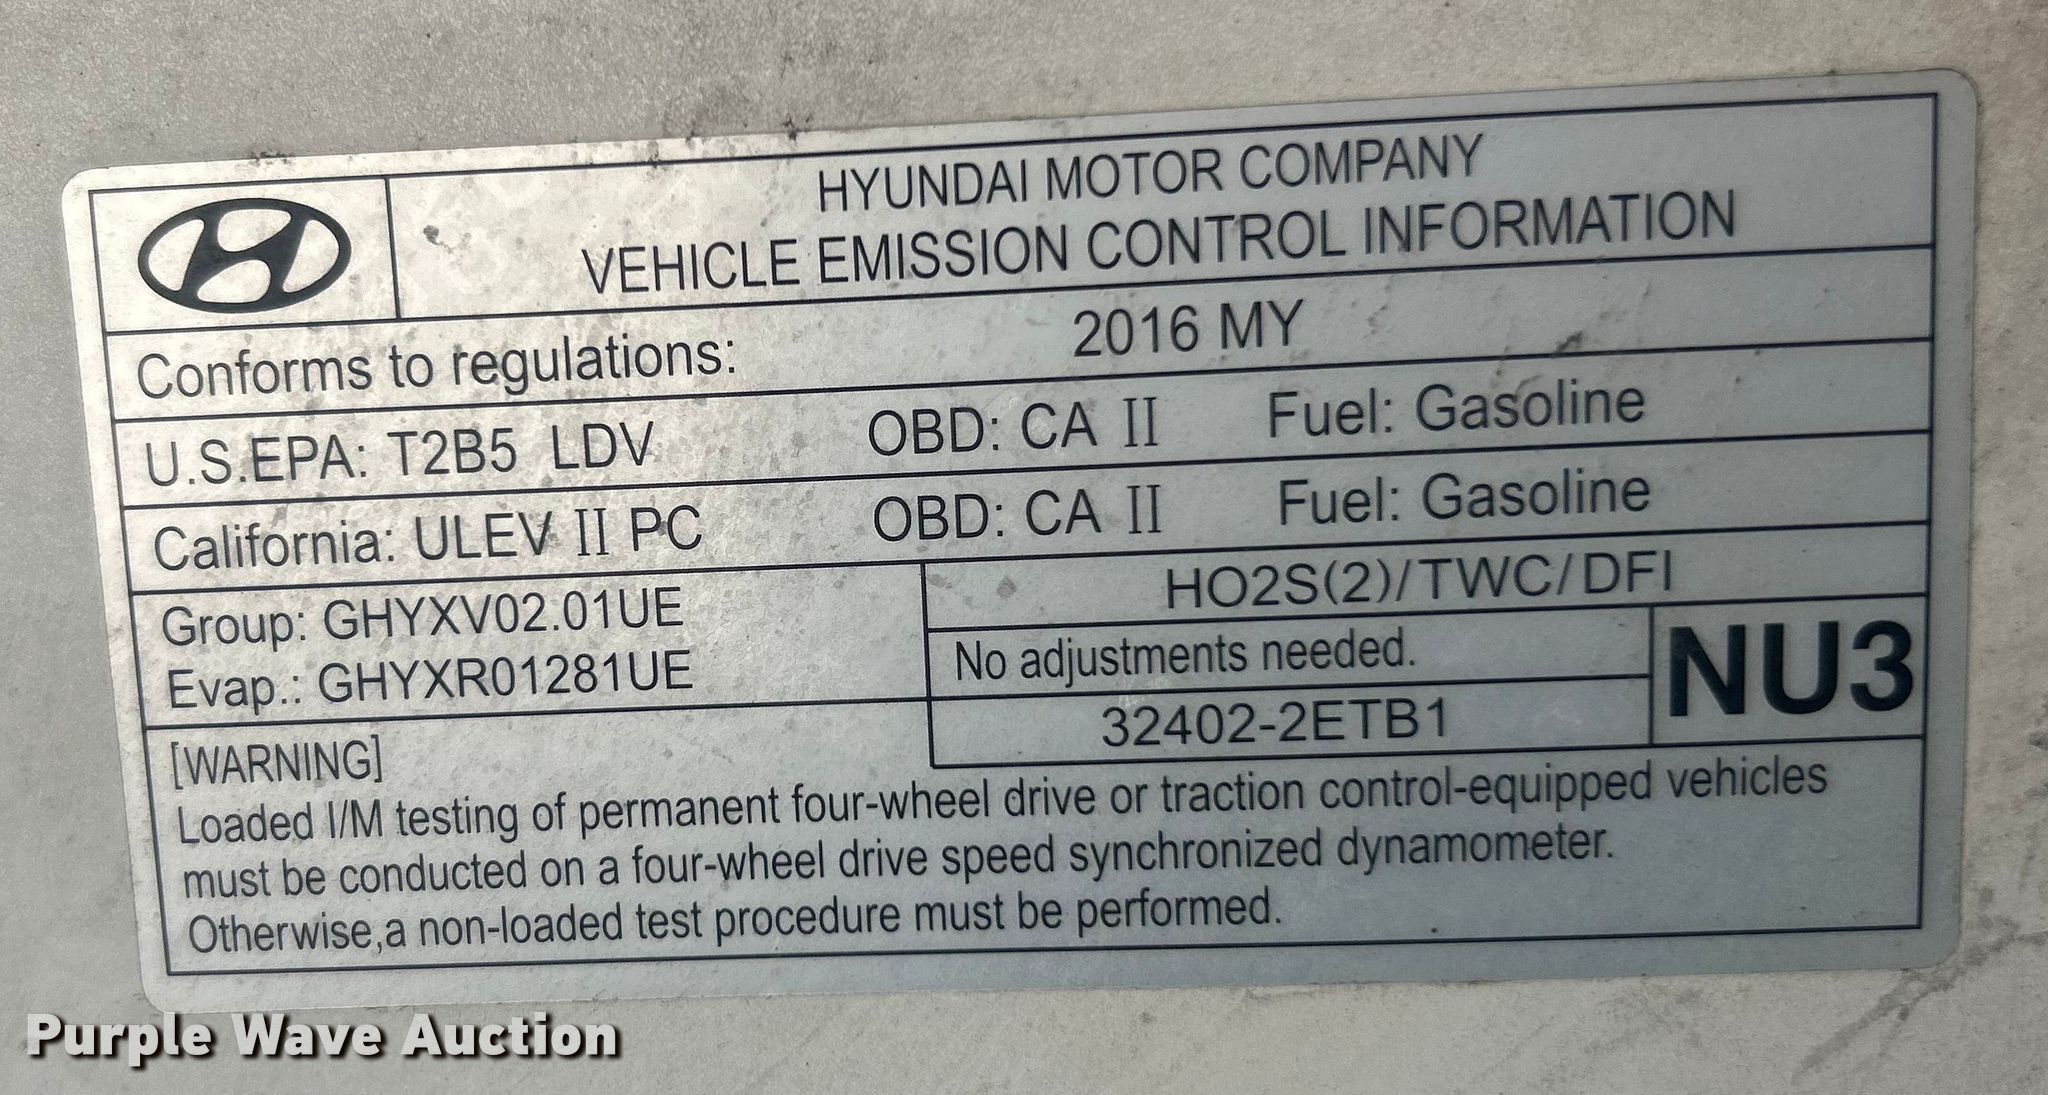 HYUNDAI MOTOR COMPANY
VEHICLE EMISSION CONTROL INFORMATION
Conforms to regulations: 2016 MY
U.S.EPA: T2B5 LDV OBD: CA II Fuel: Gasoline
California: ULEV II PC OBD: CA II Fuel: Gasoline
Group: GHYXV02.01UE
Evap.: GHYXR01281UE
HO2S(2)/TWC/DFI
No adjustments needed.
32402-2ETB1
NU3
[WARNING]
Loaded I/M testing of permanent four-wheel drive or traction control-equipped vehicles
must be conducted on a four-wheel drive speed synchronized dynamometer.
Otherwise,a non-loaded test procedure must be performed.
Purple Wave Auction